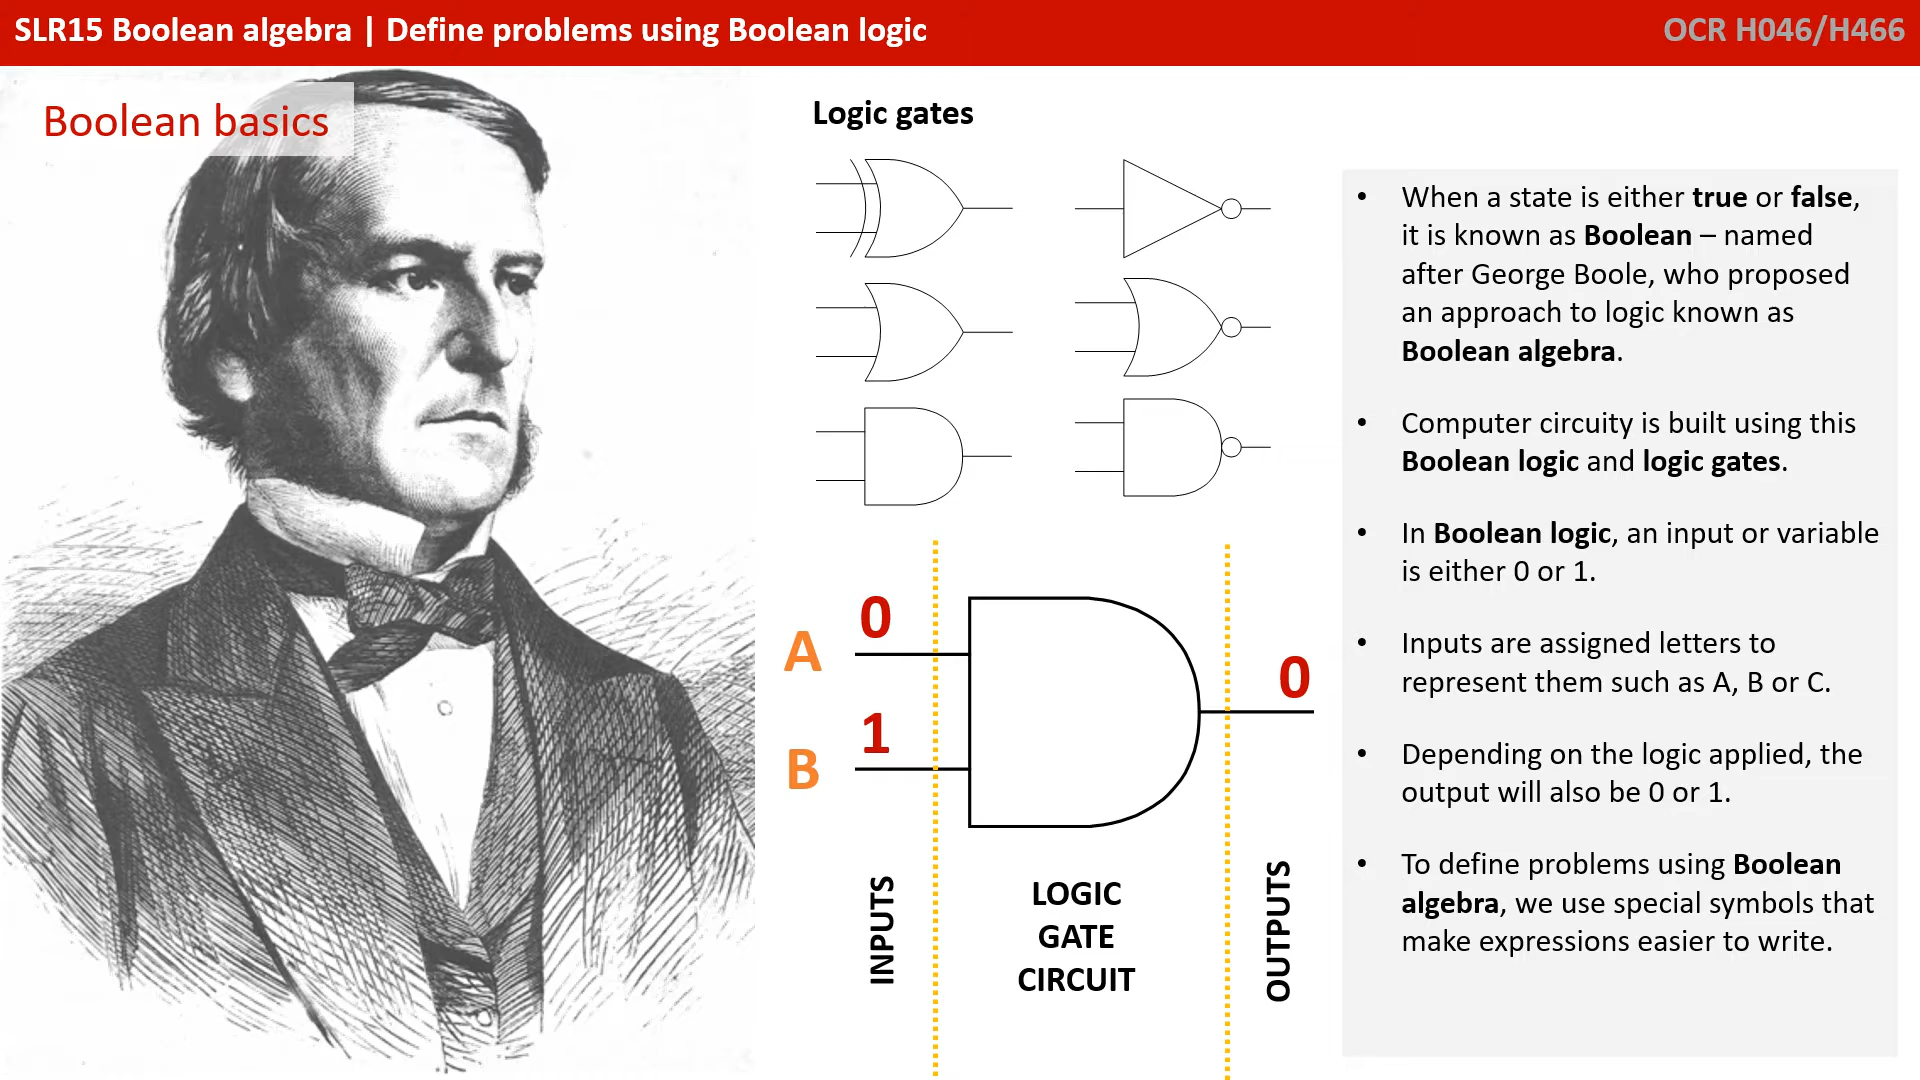 SLR15 Boolean algebra | Define problems using Boolean logic
OCR H046/H466
Boolean basics
Logic gates
A
0
B
1
0
INPUTS
LOGIC
GATE
CIRCUIT
OUTPUTS
• When a state is either true or false,
it is known as Boolean – named
after George Boole, who proposed
an approach to logic known as
Boolean algebra.
• Computer circuity is built using this
Boolean logic and logic gates.
• In Boolean logic, an input or variable
is either 0 or 1.
• Inputs are assigned letters to
represent them such as A, B or C.
• Depending on the logic applied, the
output will also be 0 or 1.
• To define problems using Boolean
algebra, we use special symbols that
make expressions easier to write.